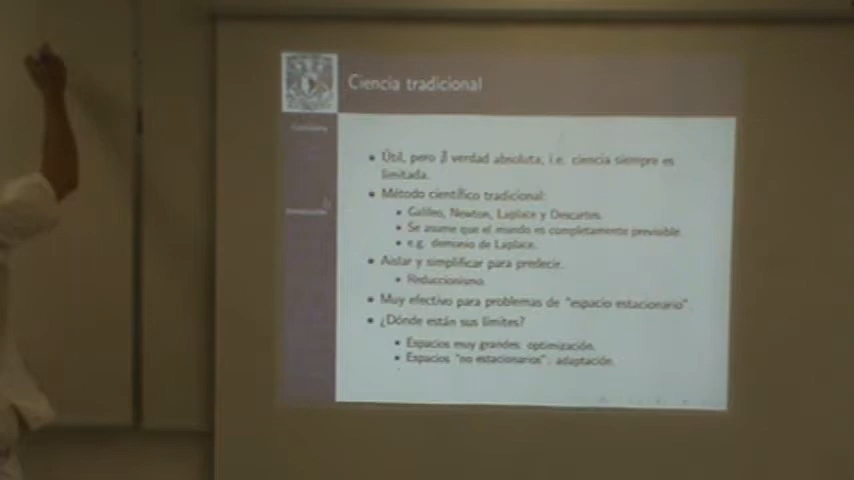 Ciencia tradicional
• Útil, pero ∄ verdad absoluta, i.e. ciencia siempre es
limitada.
• Método científico tradicional:
• Galileo, Newton, Laplace y Descartes.
• Se asume que el mundo es completamente previsible.
• e.g. demonio de Laplace.
• Aislar y simplificar para predecir.
• Reduccionismo.
• Muy efectivo para problemas de "espacio estacionario".
• ¿Dónde están sus límites?
• Espacios muy grandes: optimización.
• Espacios "no estacionarios": adaptación.